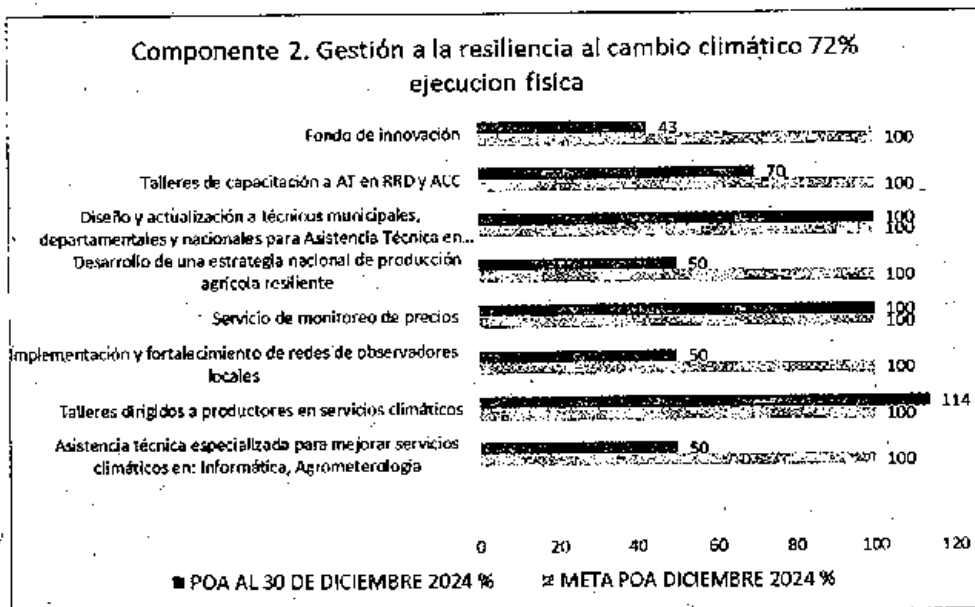 Componente 2. Gestión a la resiliencia al cambio climático 72%
ejecucion fisica
Fondo de innovación
43
100
Talleres de capacitación a AT en RRD y ACC
70
100
Diseño y actualización a técnicos municipales,
departamentales y nacionales para Asistencia Técnica en...
100
100
Desarrollo de una estrategia nacional de producción
agrícola resiliente
50
100
Servicio de monitoreo de precios
100
100
Implementación y fortalecimiento de redes de observadores
locales
50
100
Talleres dirigidos a productores en servicios climáticos
114
100
Asistencia técnica especializada para mejorar servicios
climáticos en: Informática, Agrometerologia
50
100
0 20 40 60 80 100 120
POA AL 30 DE DICIEMBRE 2024 % META POA DICIEMBRE 2024 %